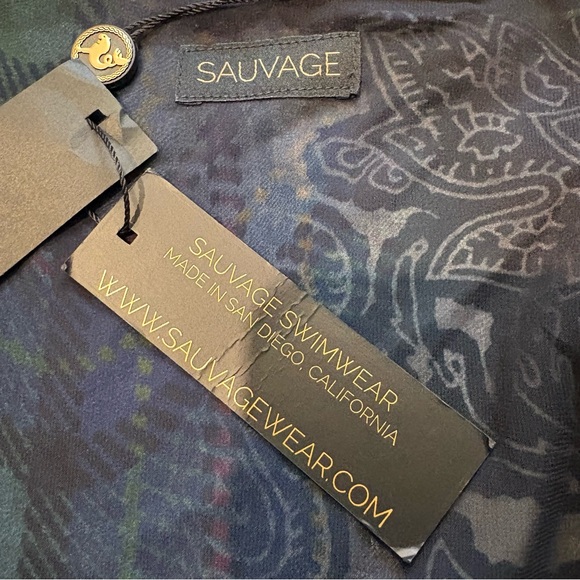 SAUVAGE
SAUVAGE SWIMWEAR
MADE IN SAN DIEGO, CALIFORNIA
WWW.SAUVAGEWEAR.COM